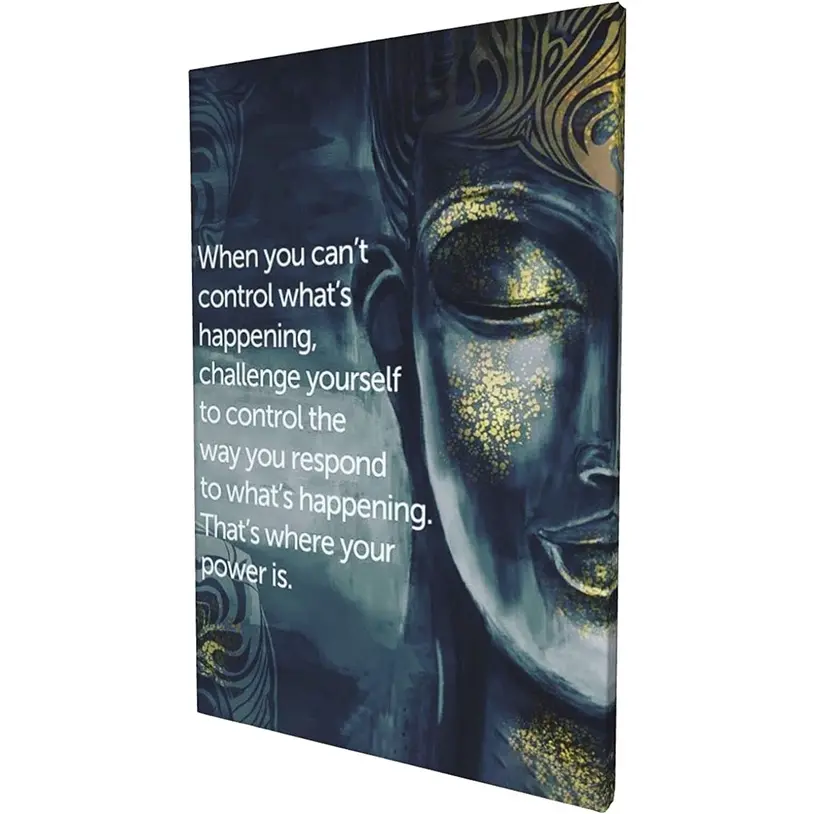 When you can't
control what's
happening,
challenge yourself
to control the
way you respond
to what's happening.
That's where your
power is.